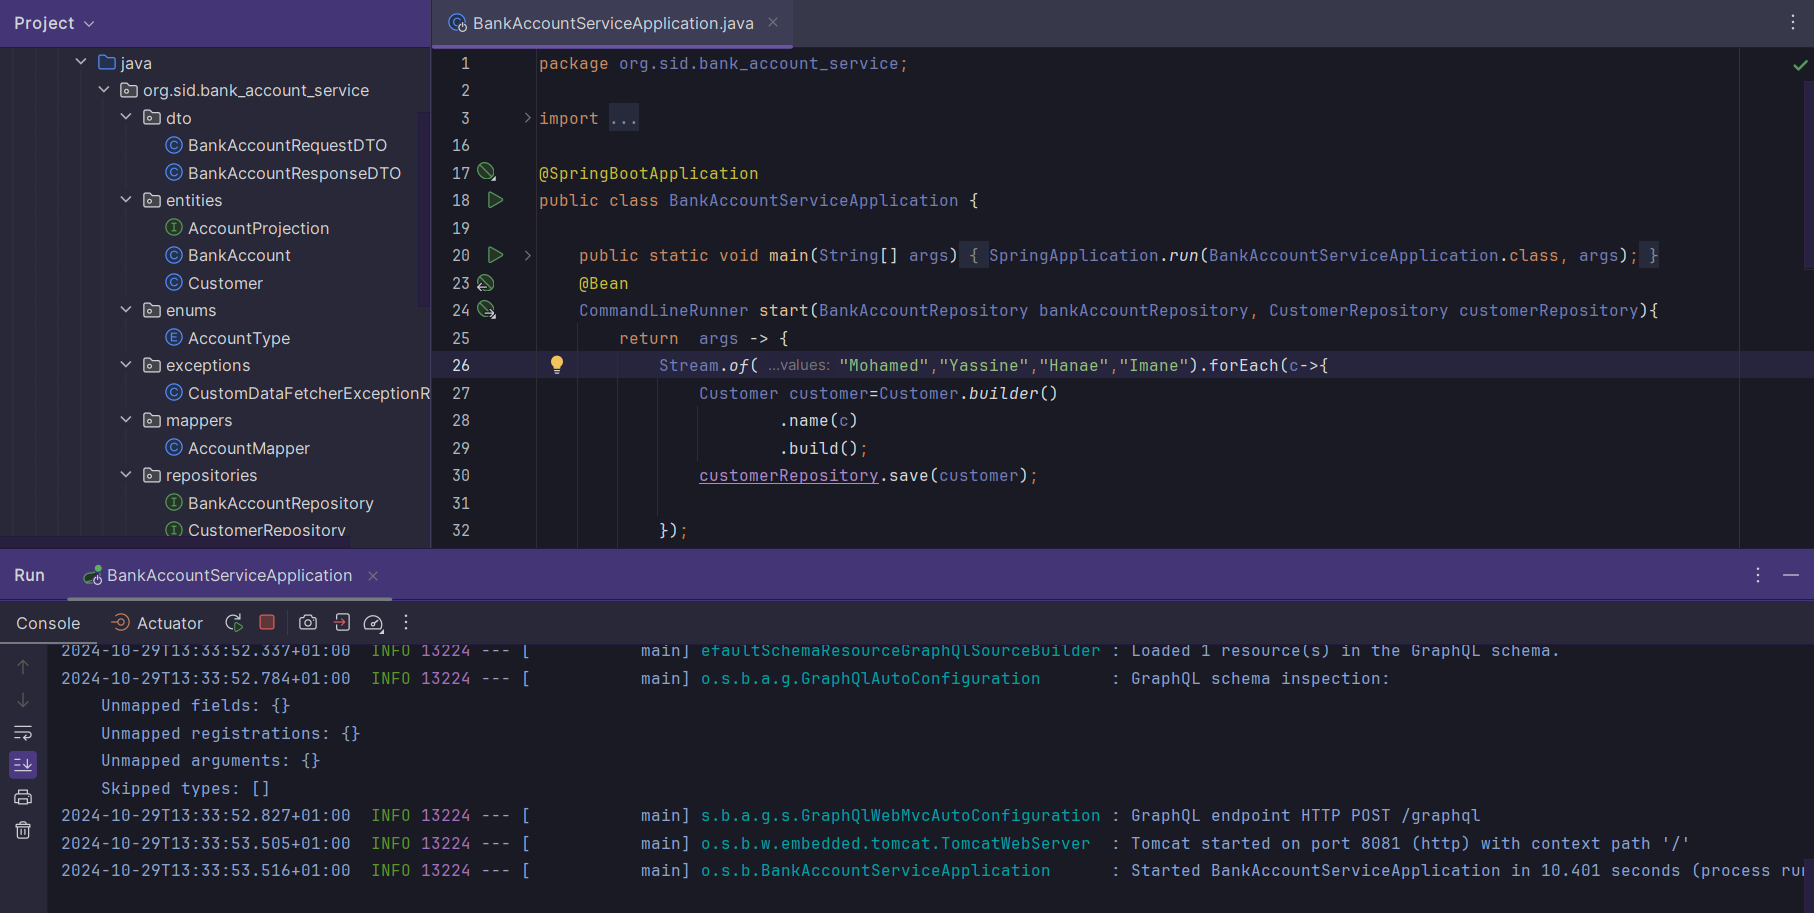 Project
java
org.sid.bank_account_service
dto
BankAccountRequestDTO
BankAccountResponseDTO
entities
AccountProjection
BankAccount
Customer
enums
AccountType
exceptions
CustomDataFetcherExceptionR
mappers
AccountMapper
repositories
BankAccountRepository
CustomerRepository
BankAccountServiceApplication.java
1 package org.sid.bank_account_service;
2
3 import ...
16
17 @SpringBootApplication
18 public class BankAccountServiceApplication {
19
20 public static void main(String[] args) { SpringApplication.run(BankAccountServiceApplication.class, args); }
23 @Bean
24 CommandLineRunner start(BankAccountRepository bankAccountRepository, CustomerRepository customerRepository){
25 return args -> {
26 Stream.of( ...values: "Mohamed","Yassine","Hanae","Imane").forEach(c->{
27 Customer customer=Customer.builder()
28 .name(c)
29 .build();
30 customerRepository.save(customer);
31
32 });
Run BankAccountServiceApplication
Console Actuator
2024-10-29T13:33:52.337+01:00 INFO 13224 --- [ main] efaultSchemaResourceGraphQlSourceBuilder : Loaded 1 resource(s) in the GraphQL schema.
2024-10-29T13:33:52.784+01:00 INFO 13224 --- [ main] o.s.b.a.g.GraphQlAutoConfiguration : GraphQL schema inspection:
Unmapped fields: {}
Unmapped registrations: {}
Unmapped arguments: {}
Skipped types: []
2024-10-29T13:33:52.827+01:00 INFO 13224 --- [ main] s.b.a.g.s.GraphQlWebMvcAutoConfiguration : GraphQL endpoint HTTP POST /graphql
2024-10-29T13:33:53.505+01:00 INFO 13224 --- [ main] o.s.b.w.embedded.tomcat.TomcatWebServer : Tomcat started on port 8081 (http) with context path '/'
2024-10-29T13:33:53.516+01:00 INFO 13224 --- [ main] o.s.b.BankAccountServiceApplication : Started BankAccountServiceApplication in 10.401 seconds (process run